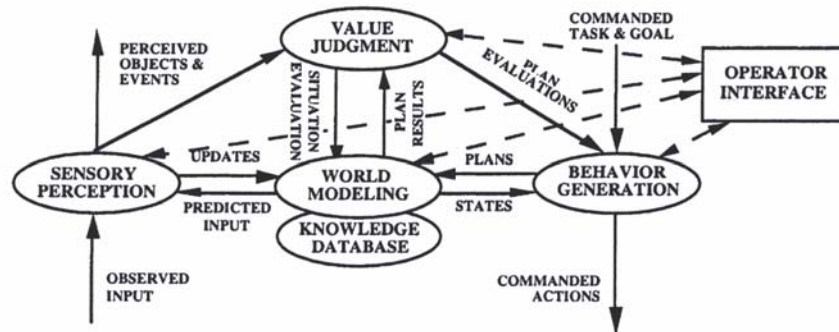 PERCEIVED
OBJECTS &
EVENTS
VALUE
JUDGMENT
COMMANDED
TASK & GOAL
OPERATOR
INTERFACE
SITUATION
EVALUATION
PLAN
RESULTS
PLAN
EVALUATIONS
SENSORY
PERCEPTION
UPDATES
PREDICTED
INPUT
WORLD
MODELING
KNOWLEDGE
DATABASE
PLANS
STATES
BEHAVIOR
GENERATION
OBSERVED
INPUT
COMMANDED
ACTIONS